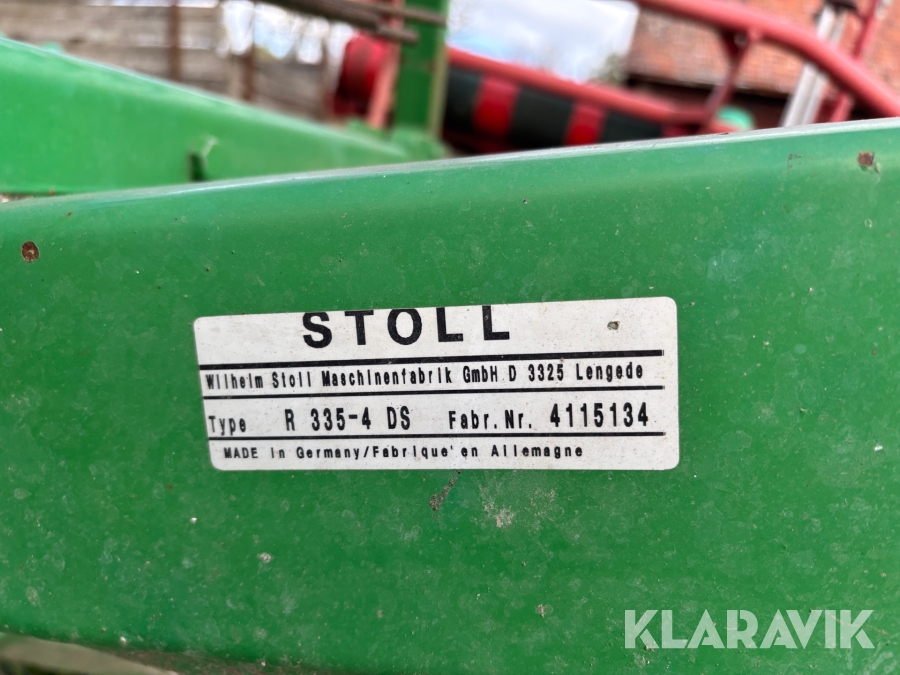 STOLL
Wilhelm Stoll Maschinenfabrik GmbH D 3325 Lengede
Type R 335-4 DS Fabr.Nr. 4115134
MADE in Germany/Fabrique' en Allemagne
KLARAVIK